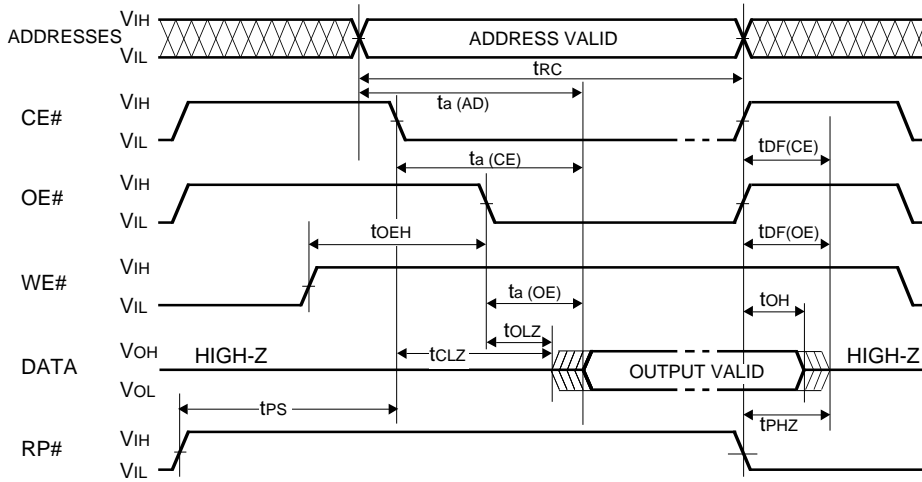 ADDRESSES VIH ADDRESS VALID
VIL
tRC
ta (AD)
CE# VIH
VIL
ta (CE) tDF(CE)
OE# VIH
VIL
tOEH tDF(OE)
WE# VIH
VIL
ta (OE) tOH
tOLZ
DATA VOH HIGH-Z tCLZ OUTPUT VALID HIGH-Z
VOL
tPS tPHZ
RP# VIH
VIL